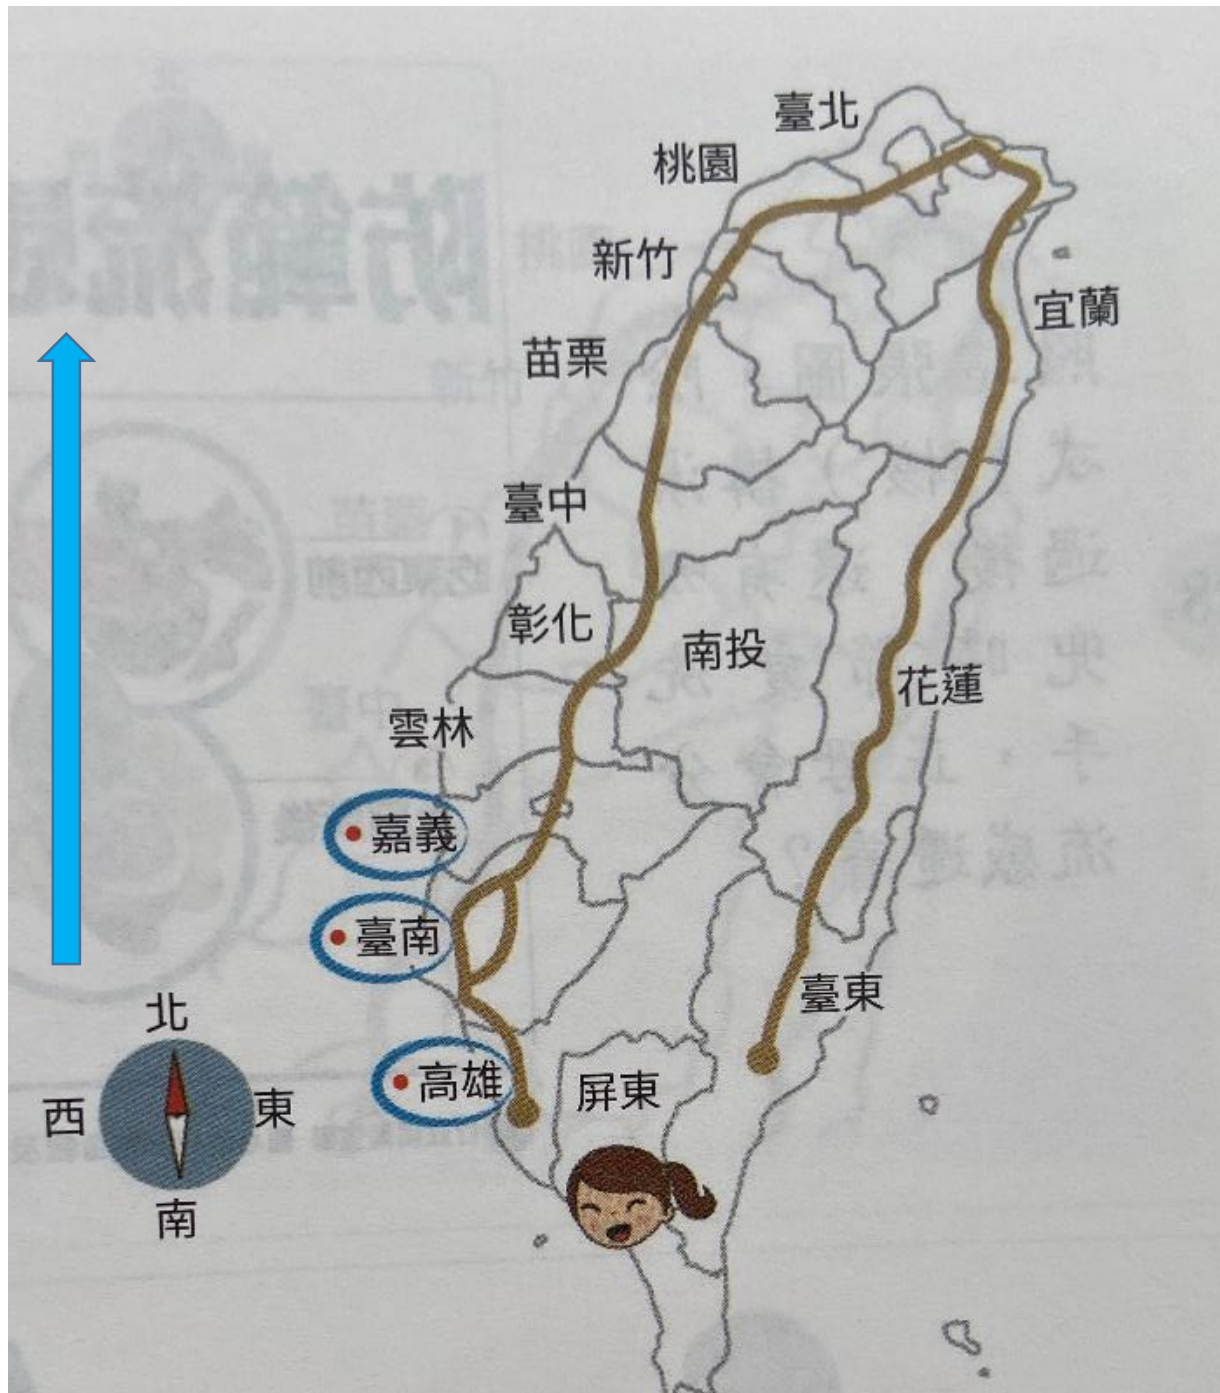 臺北
桃園
新竹
宜蘭
苗栗
臺中
彰化
南投
花蓮
雲林
嘉義
臺南
臺東
北
高雄
屏東
西
東
南